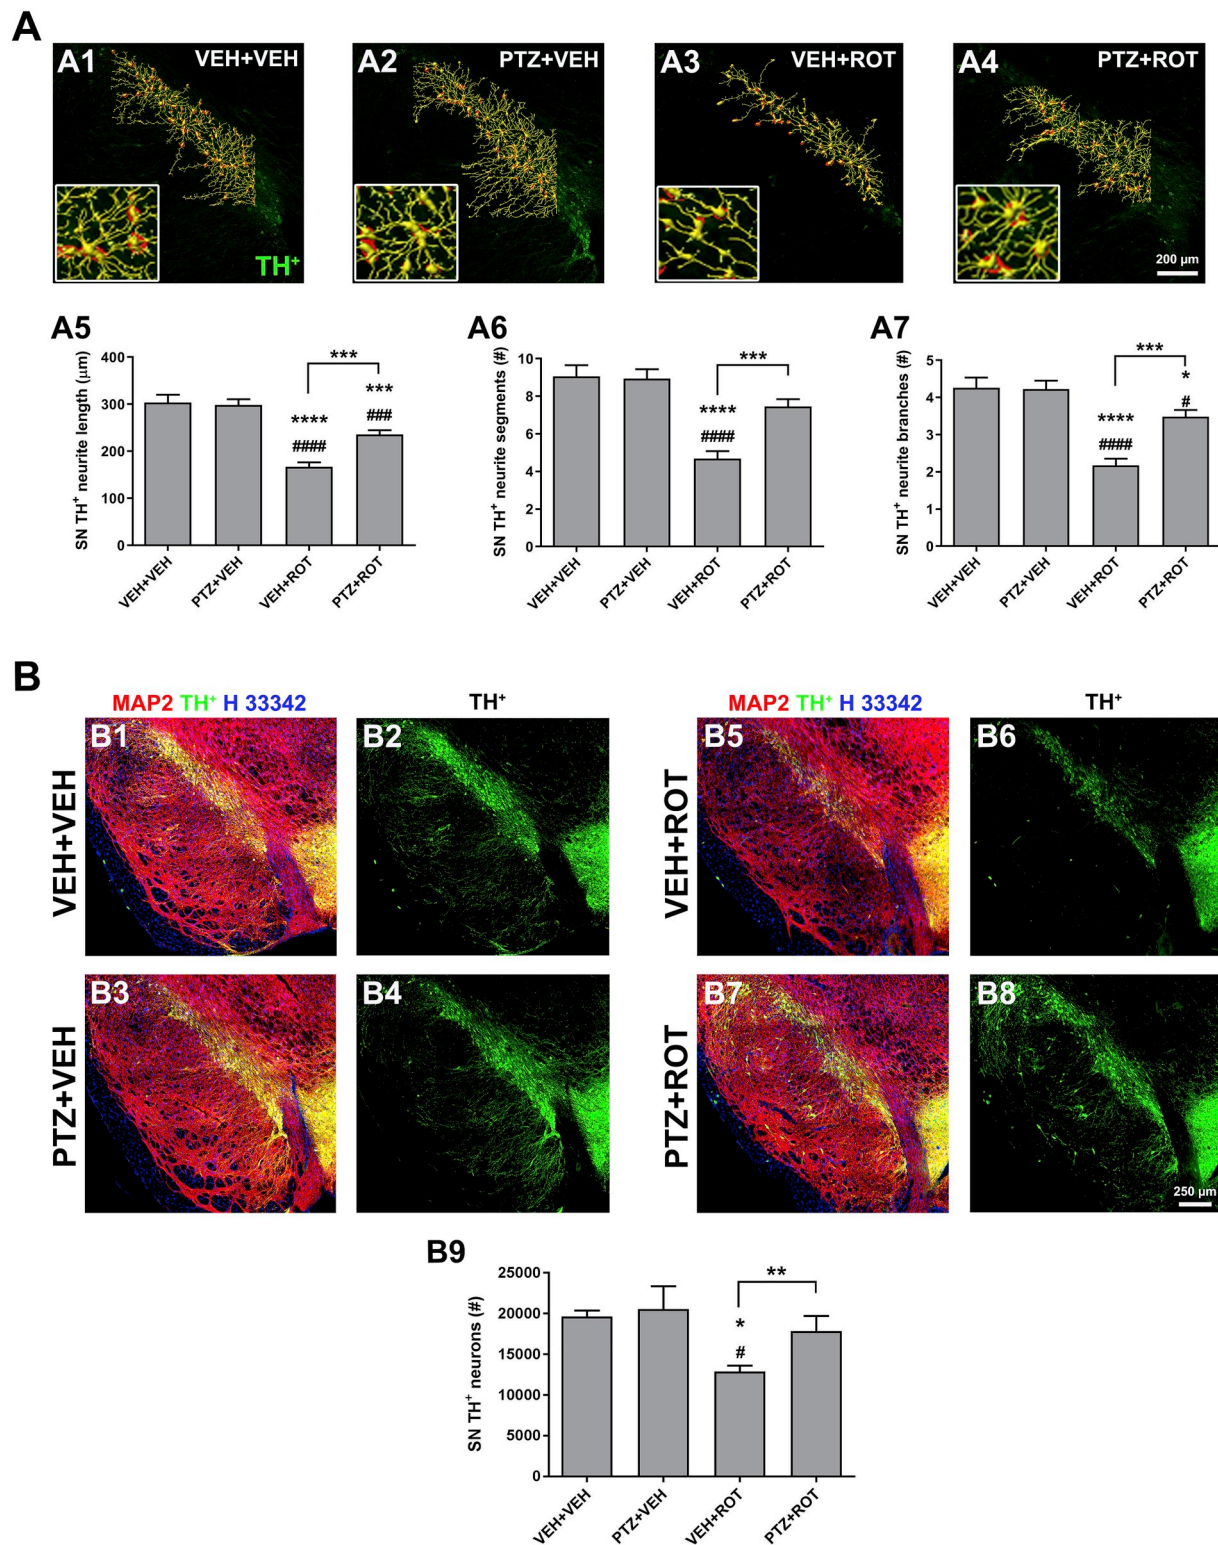 A
A1 VEH+VEH
TH⁺
A2 PTZ+VEH
A3 VEH+ROT
A4 PTZ+ROT
200 µm
A5
SN TH⁺ neurite length (µm)
400
300
200
100
0
****
####
***
***
###
VEH+VEH
PTZ+VEH
VEH+ROT
PTZ+ROT
A6
SN TH⁺ neurite segments (#)
10
8
6
4
2
0
****
####
***
VEH+VEH
PTZ+VEH
VEH+ROT
PTZ+ROT
A7
SN TH⁺ neurite branches (#)
5
4
3
2
1
0
****
####
***
*
#
VEH+VEH
PTZ+VEH
VEH+ROT
PTZ+ROT
B
MAP2 TH⁺ H 33342
TH⁺
MAP2 TH⁺ H 33342
TH⁺
VEH+VEH
B1
B2
VEH+ROT
B5
B6
PTZ+VEH
B3
B4
PTZ+ROT
B7
B8
250 µm
B9
SN TH⁺ neurons (#)
25000
20000
15000
10000
5000
0
*
#
**
VEH+VEH
PTZ+VEH
VEH+ROT
PTZ+ROT